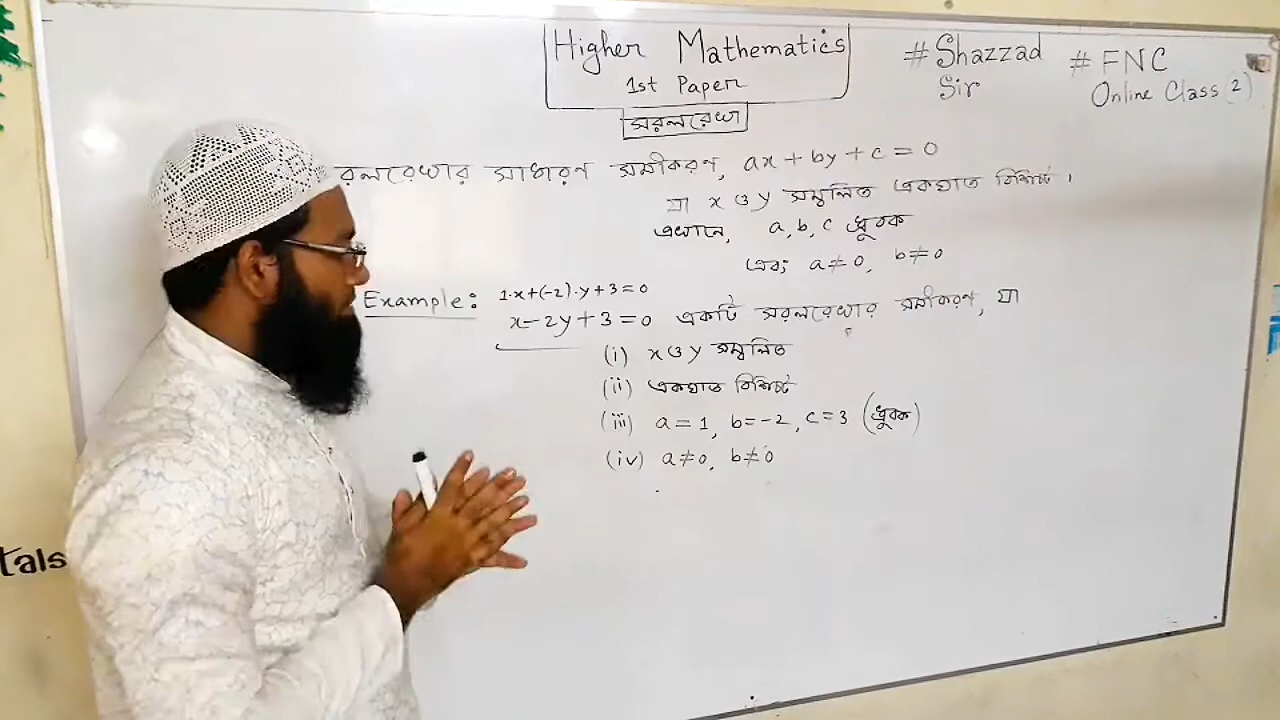 Higher Mathematics
1st Paper
সরলরেখা
#Shazzad
Sir
#FNC
Online Class (2)
রলরেখার সাধারণ সমীকরণ, ax + by + c = 0
যা x ও y সম্বলিত একঘাত বিশিষ্ট ।
এখানে, a, b, c ধ্রুবক
এবং a ≠ 0, b ≠ 0
Example: 1·x+(-2)·y+3=0
x-2y+3=0 একটি সরলরেখার সমীকরণ, যা
(i) x ও y সম্বলিত
(ii) একঘাত বিশিষ্ট
(iii) a = 1, b = -2, c = 3 (ধ্রুবক)
(iv) a ≠ 0, b ≠ 0
tals